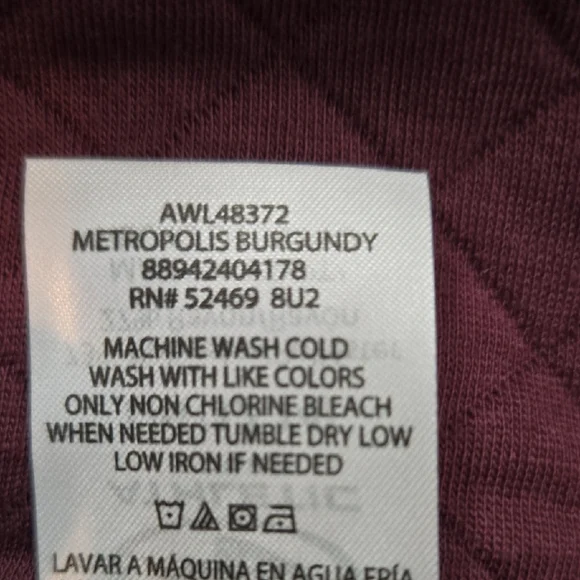 AWL48372
METROPOLIS BURGUNDY
88942404178
RN# 52469 8U2
MACHINE WASH COLD
WASH WITH LIKE COLORS
ONLY NON CHLORINE BLEACH
WHEN NEEDED TUMBLE DRY LOW
LOW IRON IF NEEDED
LAVAR A MÁQUINA EN AGUA FRÍA